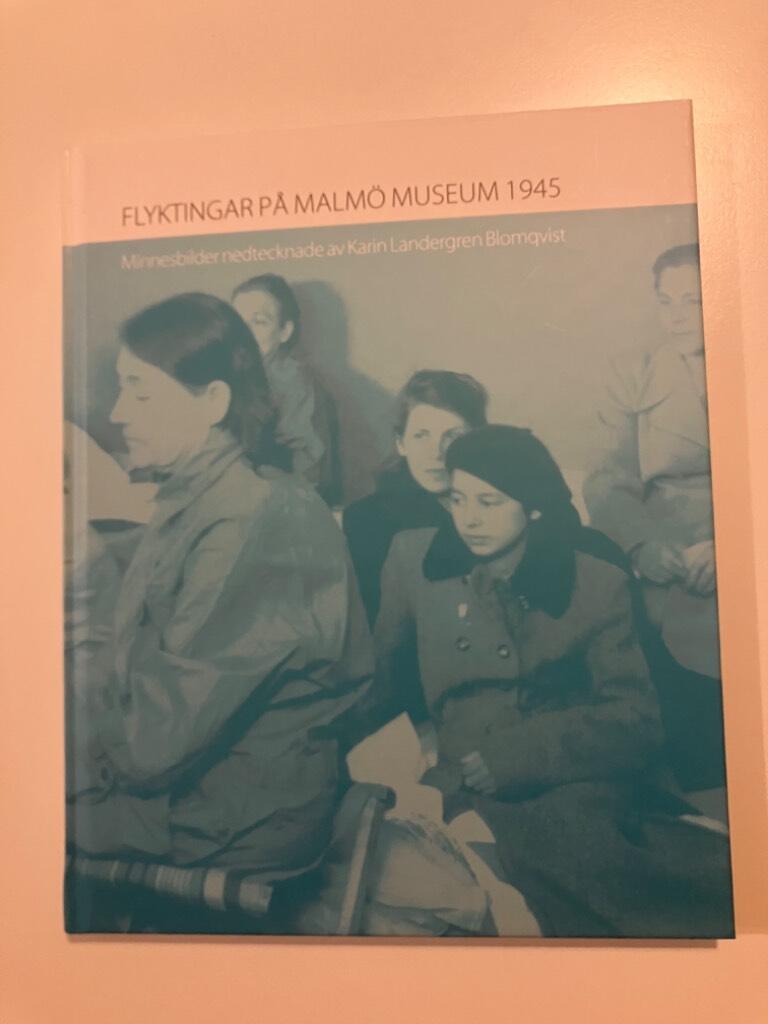 FLYKTINGAR PÅ MALMÖ MUSEUM 1945
Minnesbilder nedtecknade av Karin Landergren Blomqvist